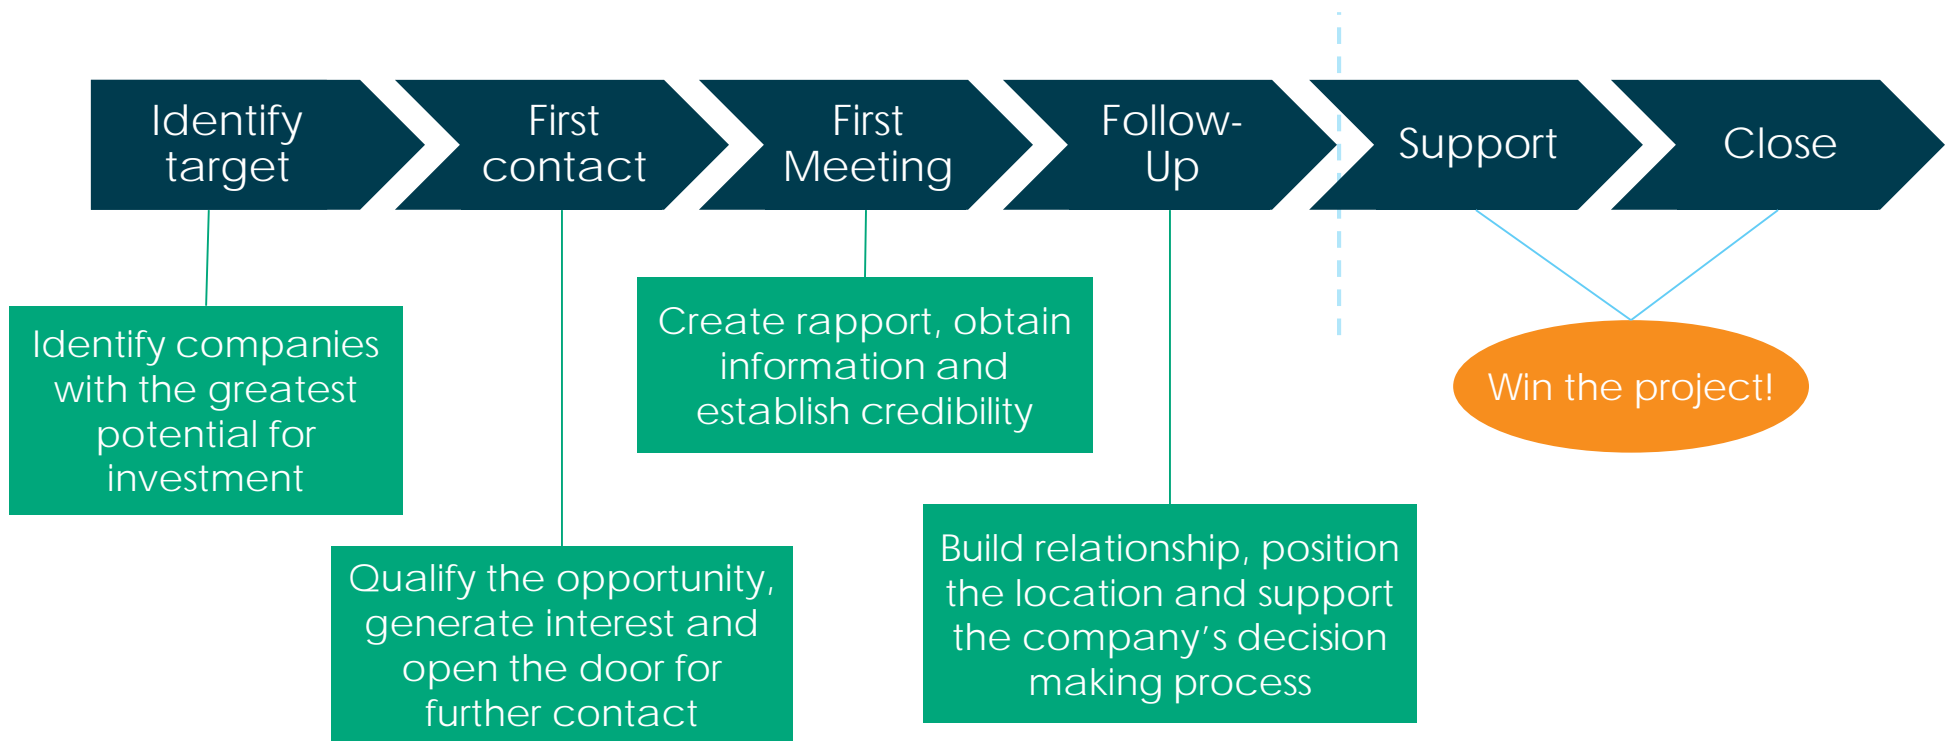 Identify
target
First
contact
First
Meeting
Follow-
Up
Support
Close
Identify companies
with the greatest
potential for
investment
Qualify the opportunity,
generate interest and
open the door for
further contact
Create rapport, obtain
information and
establish credibility
Build relationship, position
the location and support
the company’s decision
making process
Win the project!